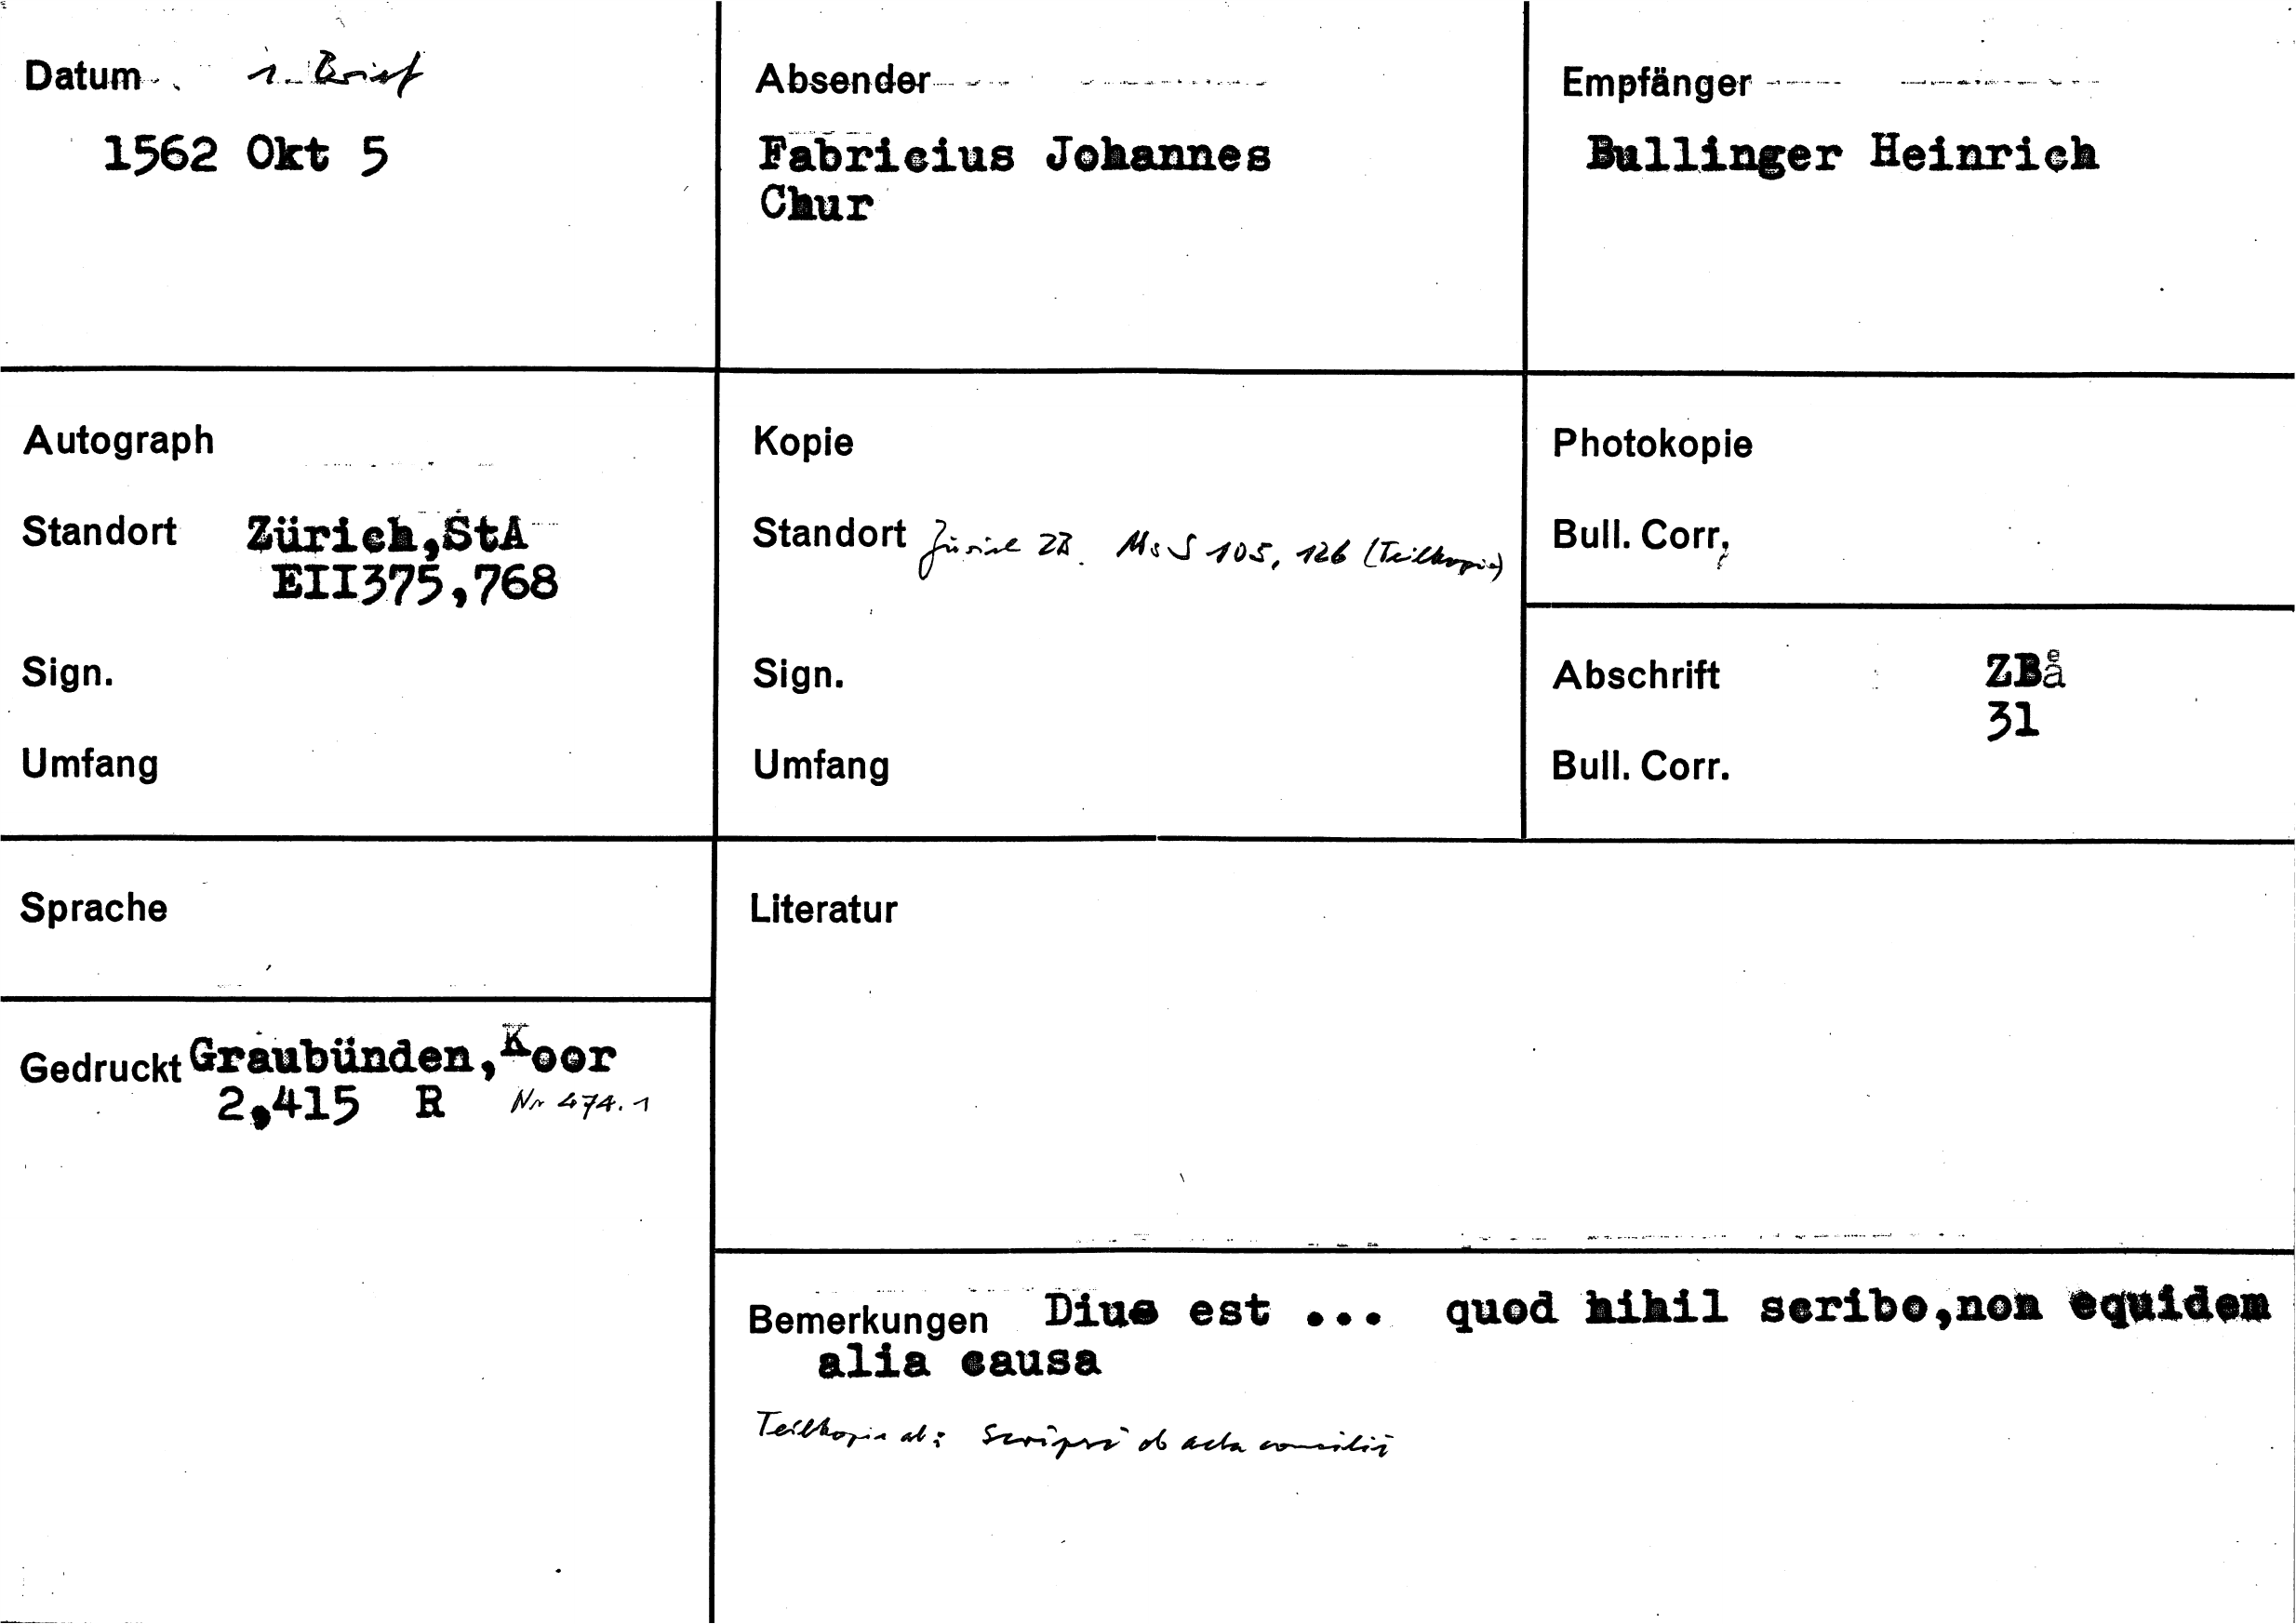 Datum 1. Brief
1562 Okt 5
Absender
Fabricius Johannes
Chur
Empfänger
Bullinger Heinrich
Autograph
Standort Zürich,StA
EII375,768
Sign.
Umfang
Kopie
Standort Zürich ZB. Ms S 105, 126 (Teilkopie)
Sign.
Umfang
Photokopie
Bull. Corr.
Abschrift ZB
31
Bull. Corr.
Sprache
Literatur
Gedruckt Graubünden,Koor
2,415 R Nr 474.1
Bemerkungen Dius est ... quod nihil scribo,non equidem
alia causa
Teilkopie ab: Scripsi ob acta concilii